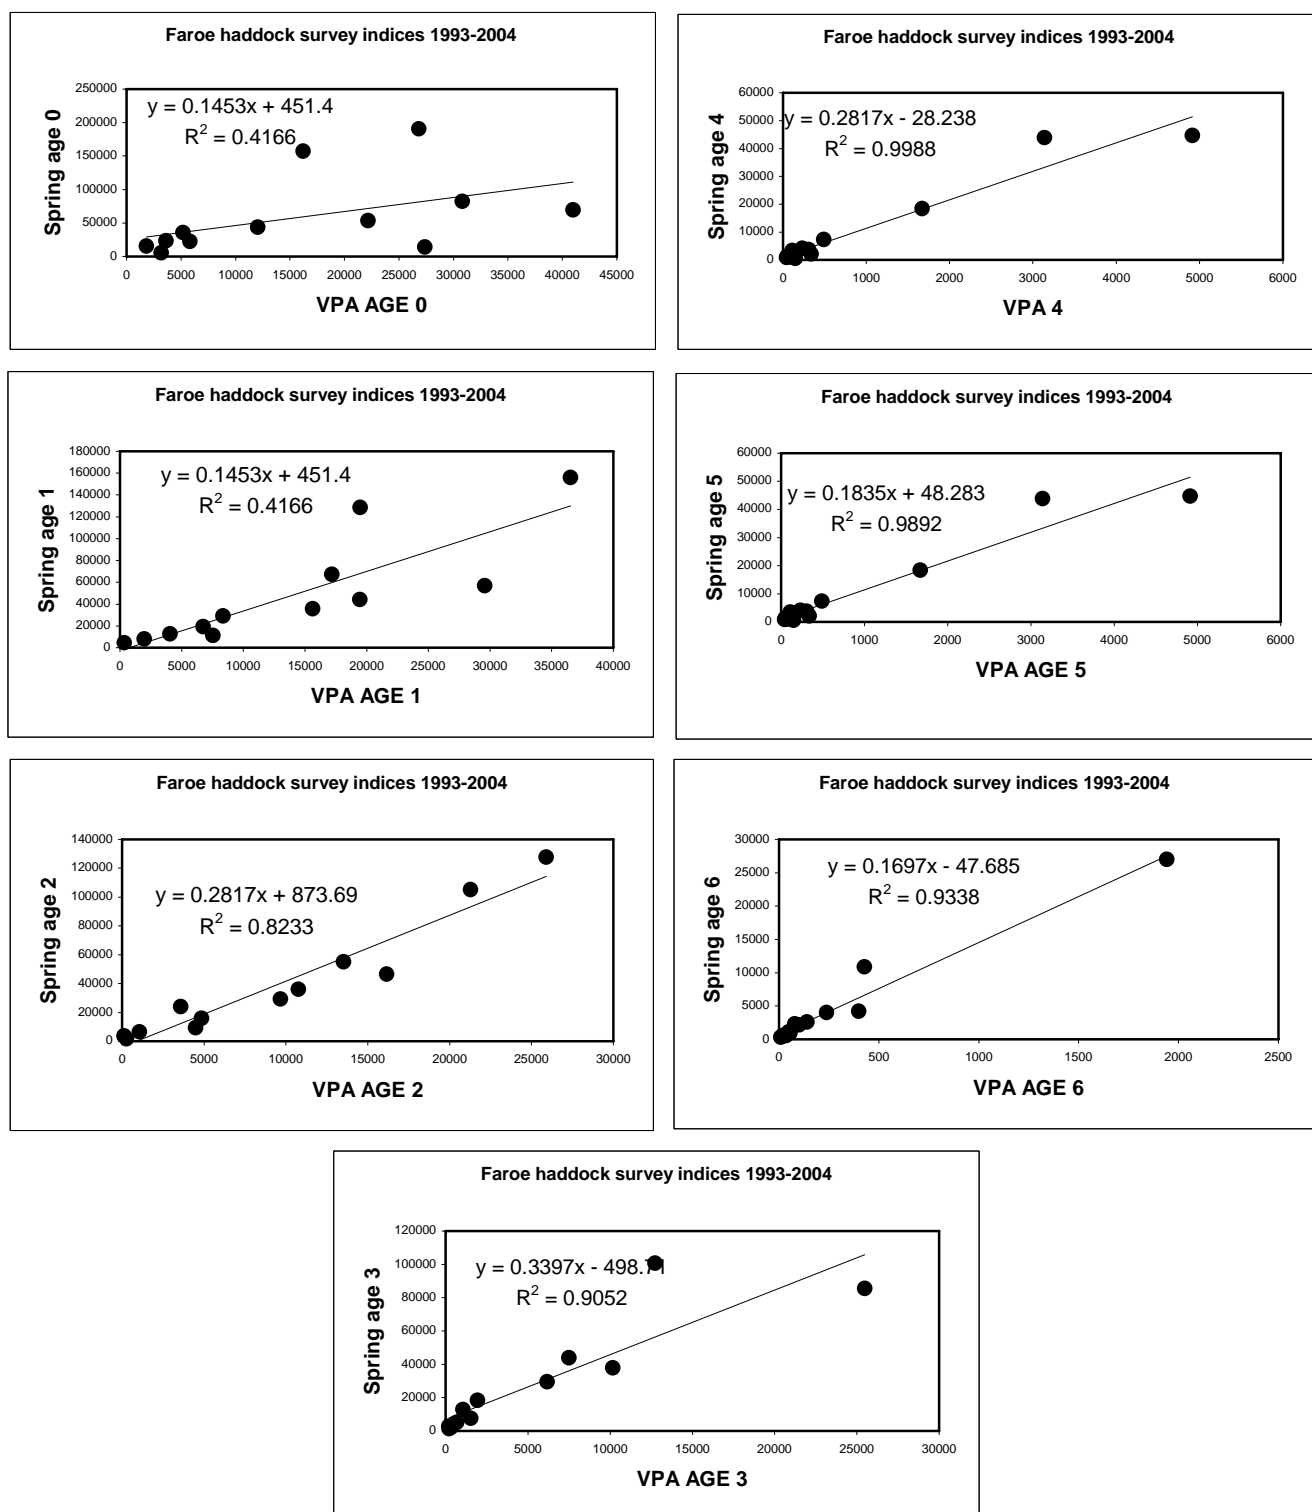 Faroe haddock survey indices 1993-2004
y = 0.1453x + 451.4
R² = 0.4166
Spring age 0
250000
200000
150000
100000
50000
0
0 5000 10000 15000 20000 25000 30000 35000 40000 45000
VPA AGE 0
Faroe haddock survey indices 1993-2004
y = 0.2817x - 28.238
R² = 0.9988
Spring age 4
60000
50000
40000
30000
20000
10000
0
0 1000 2000 3000 4000 5000 6000
VPA 4
Faroe haddock survey indices 1993-2004
y = 0.1453x + 451.4
R² = 0.4166
Spring age 1
180000
160000
140000
120000
100000
80000
60000
40000
20000
0
0 5000 10000 15000 20000 25000 30000 35000 40000
VPA AGE 1
Faroe haddock survey indices 1993-2004
y = 0.1835x + 48.283
R² = 0.9892
Spring age 5
60000
50000
40000
30000
20000
10000
0
0 1000 2000 3000 4000 5000 6000
VPA AGE 5
Faroe haddock survey indices 1993-2004
y = 0.2817x + 873.69
R² = 0.8233
Spring age 2
140000
120000
100000
80000
60000
40000
20000
0
0 5000 10000 15000 20000 25000 30000
VPA AGE 2
Faroe haddock survey indices 1993-2004
y = 0.1697x - 47.685
R² = 0.9338
Spring age 6
30000
25000
20000
15000
10000
5000
0
0 500 1000 1500 2000 2500
VPA AGE 6
Faroe haddock survey indices 1993-2004
y = 0.3397x - 498.71
R² = 0.9052
Spring age 3
120000
100000
80000
60000
40000
20000
0
0 5000 10000 15000 20000 25000 30000
VPA AGE 3